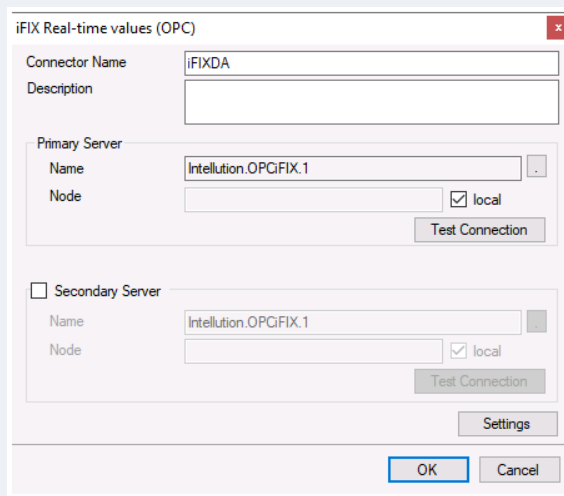 iFIX Real-time values (OPC)
x
Connector Name
iFIXDA
Description
Primary Server
Name
Intellution.OPCiFIX.1
.
Node
local
Test Connection
Secondary Server
Name
Intellution.OPCiFIX.1
.
Node
local
Test Connection
Settings
OK
Cancel